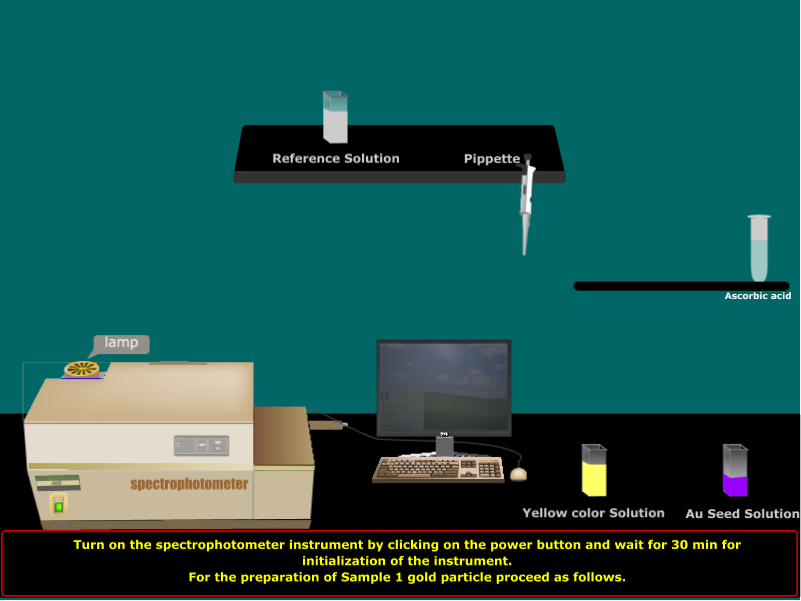 Reference Solution
Pippette
Ascorbic acid
lamp
spectrophotometer
Yellow color Solution
Au Seed Solution
Turn on the spectrophotometer instrument by clicking on the power button and wait for 30 min for
initialization of the instrument.
For the preparation of Sample 1 gold particle proceed as follows.